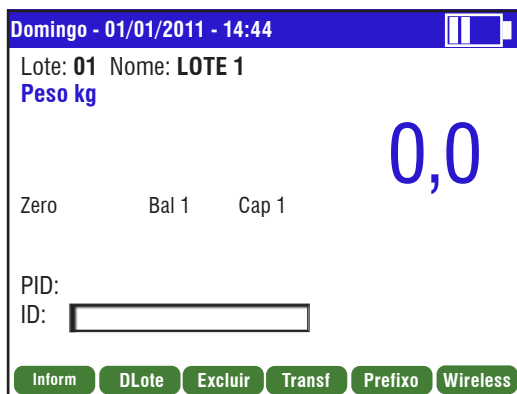 Domingo - 01/01/2011 - 14:44
Lote: 01 Nome: LOTE 1
Peso kg
0,0
Zero Bal 1 Cap 1
PID:
ID:
Inform DLote Excluir Transf Prefixo Wireless